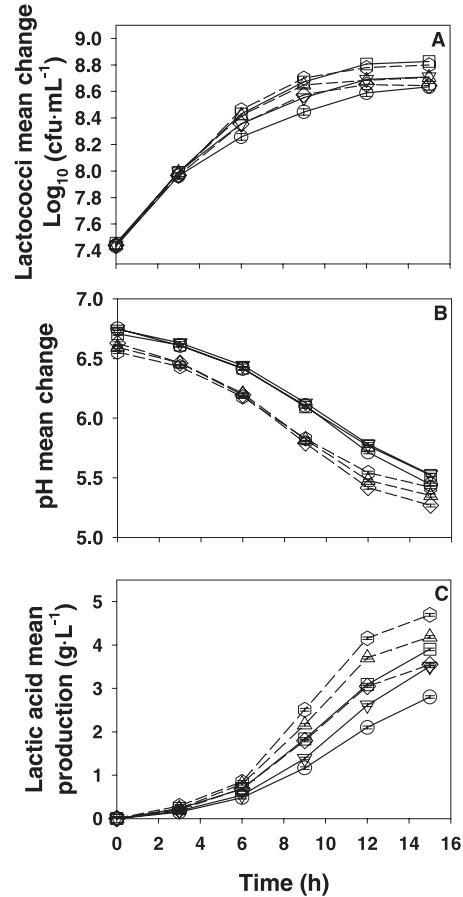 A
Lactococci mean change
Log₁₀ (cfu·mL⁻¹)
9.0
8.8
8.6
8.4
8.2
8.0
7.8
7.6
7.4
B
pH mean change
7.0
6.5
6.0
5.5
5.0
C
Lactic acid mean
production (g·L⁻¹)
5
4
3
2
1
0
0 2 4 6 8 10 12 14 16
Time (h)